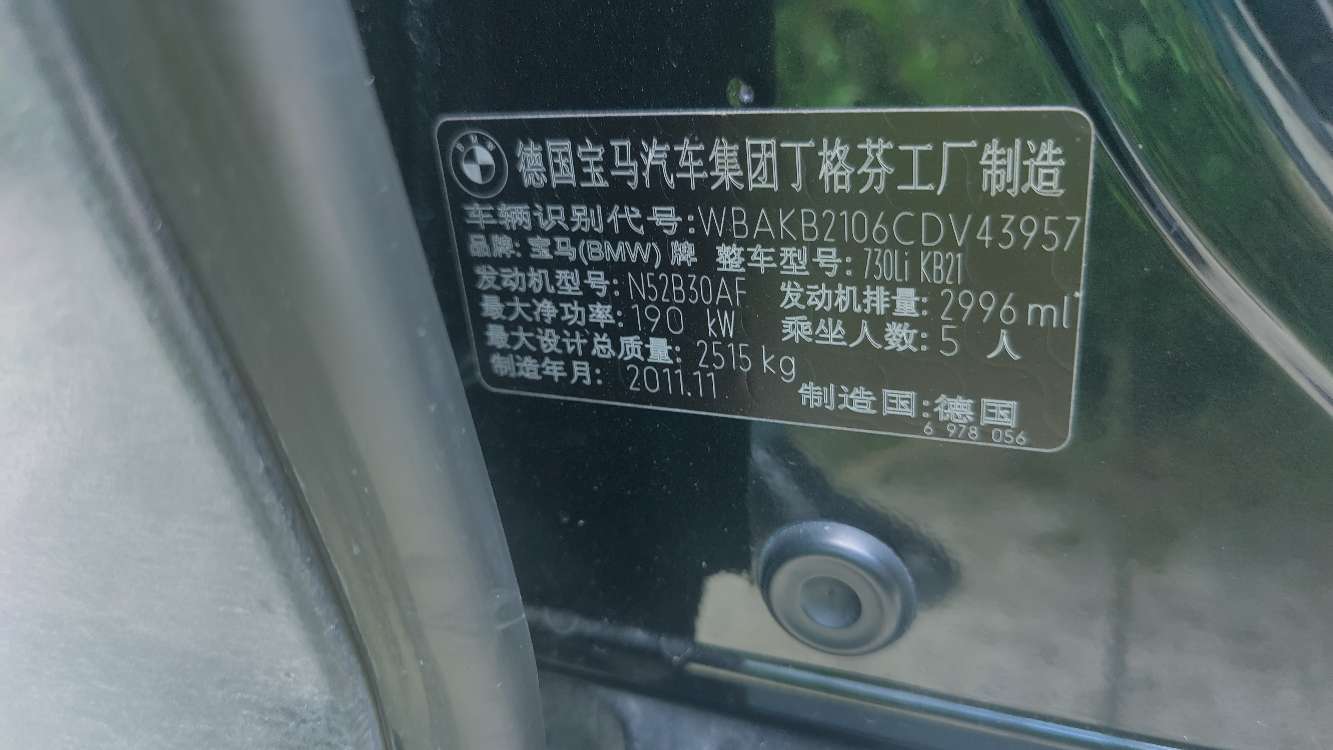 BMW
德国宝马汽车集团丁格芬工厂制造
车辆识别代号:WBAKB2106CDV43957
品牌:宝马(BMW)牌 整车型号:730Li KB21
发动机型号:N52B30AF 发动机排量:2996 ml
最大净功率:190 kW 乘坐人数:5 人
最大设计总质量:2515 kg
制造年月:2011.11 制造国:德国
6 978 056